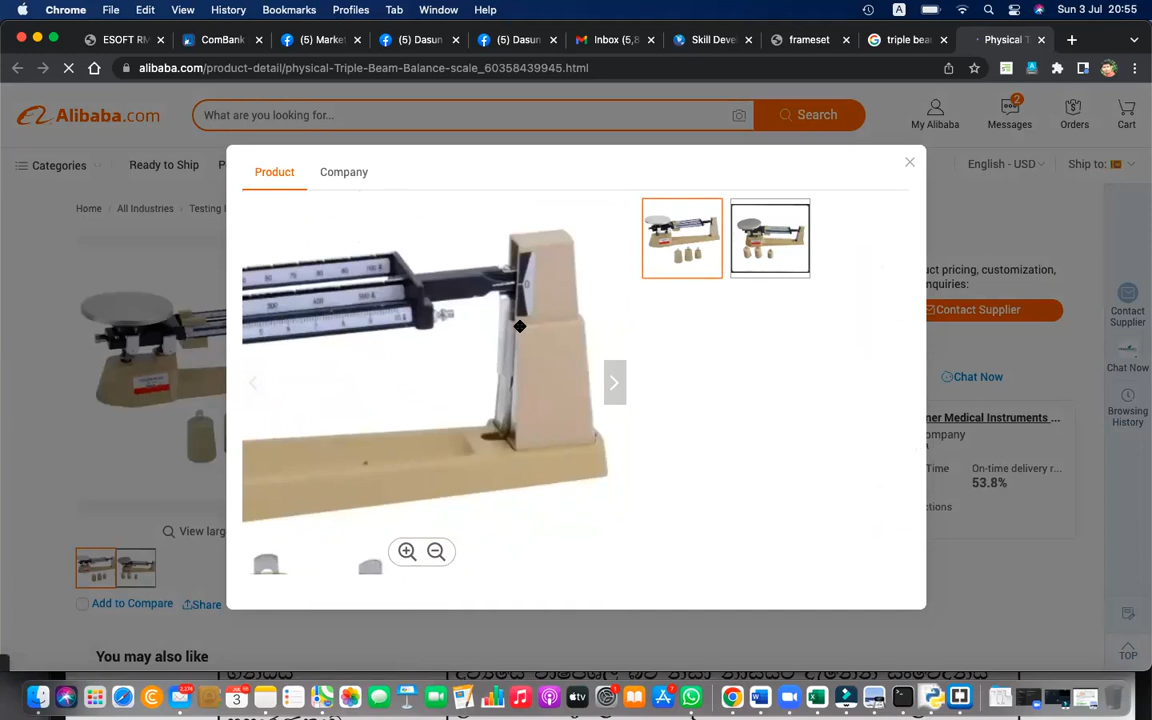 Chrome File Edit View History Bookmarks Profiles Tab Window Help
A Sun 3 Jul 20:55
ESOFT RM
ComBank
(5) Market
(5) Dasun
(5) Dasun
Inbox (5,8
Skill Deve
frameset
triple bea
Physical T
alibaba.com/product-detail/physical-Triple-Beam-Balance-scale_60358439945.html
Alibaba.com
What are you looking for...
Search
2
My Alibaba
Messages
Orders
Cart
Categories
Ready to Ship
English - USD
Ship to:
Product
Company
Home
All Industries
Testing
uct pricing, customization,
nquiries:
Contact Supplier
Contact
Supplier
Chat Now
Chat Now
Browsing
History
ner Medical Instruments ...
ompany
Time
On-time delivery r...
53.8%
ctions
View larg
Add to Compare
Share
You may also like
TOP